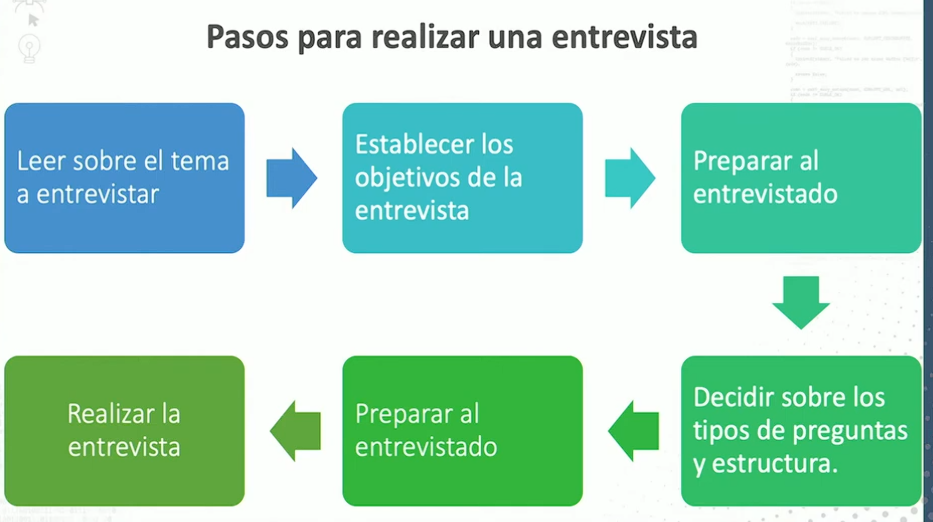 Pasos para realizar una entrevista
Leer sobre el tema
a entrevistar
Establecer los
objetivos de la
entrevista
Preparar al
entrevistado
Decidir sobre los
tipos de preguntas
y estructura.
Preparar al
entrevistado
Realizar la
entrevista